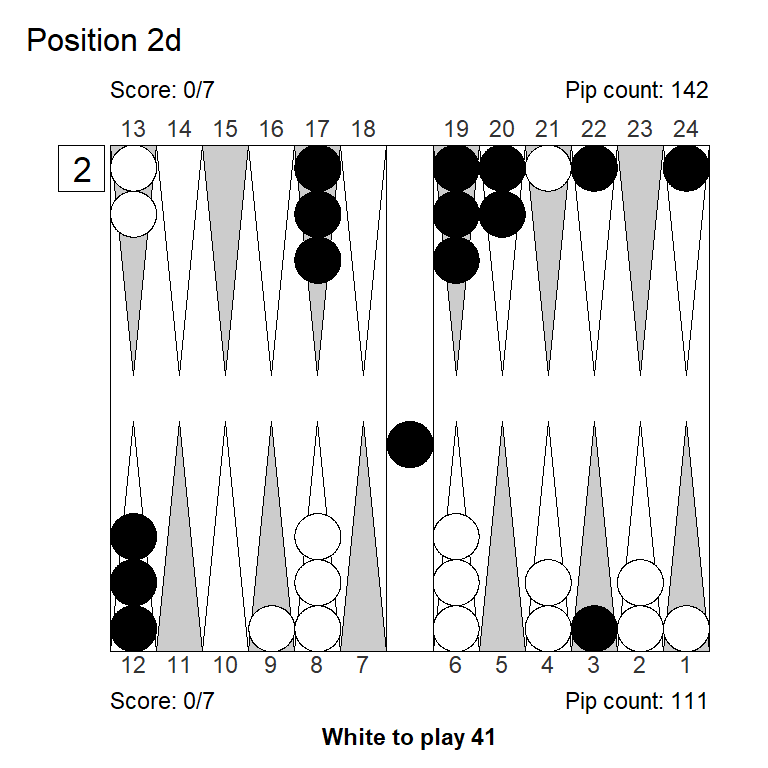 Position 2d
Score: 0/7 Pip count: 142
13 14 15 16 17 18 19 20 21 22 23 24
2
12 11 10 9 8 7 6 5 4 3 2 1
Score: 0/7 Pip count: 111
White to play 41